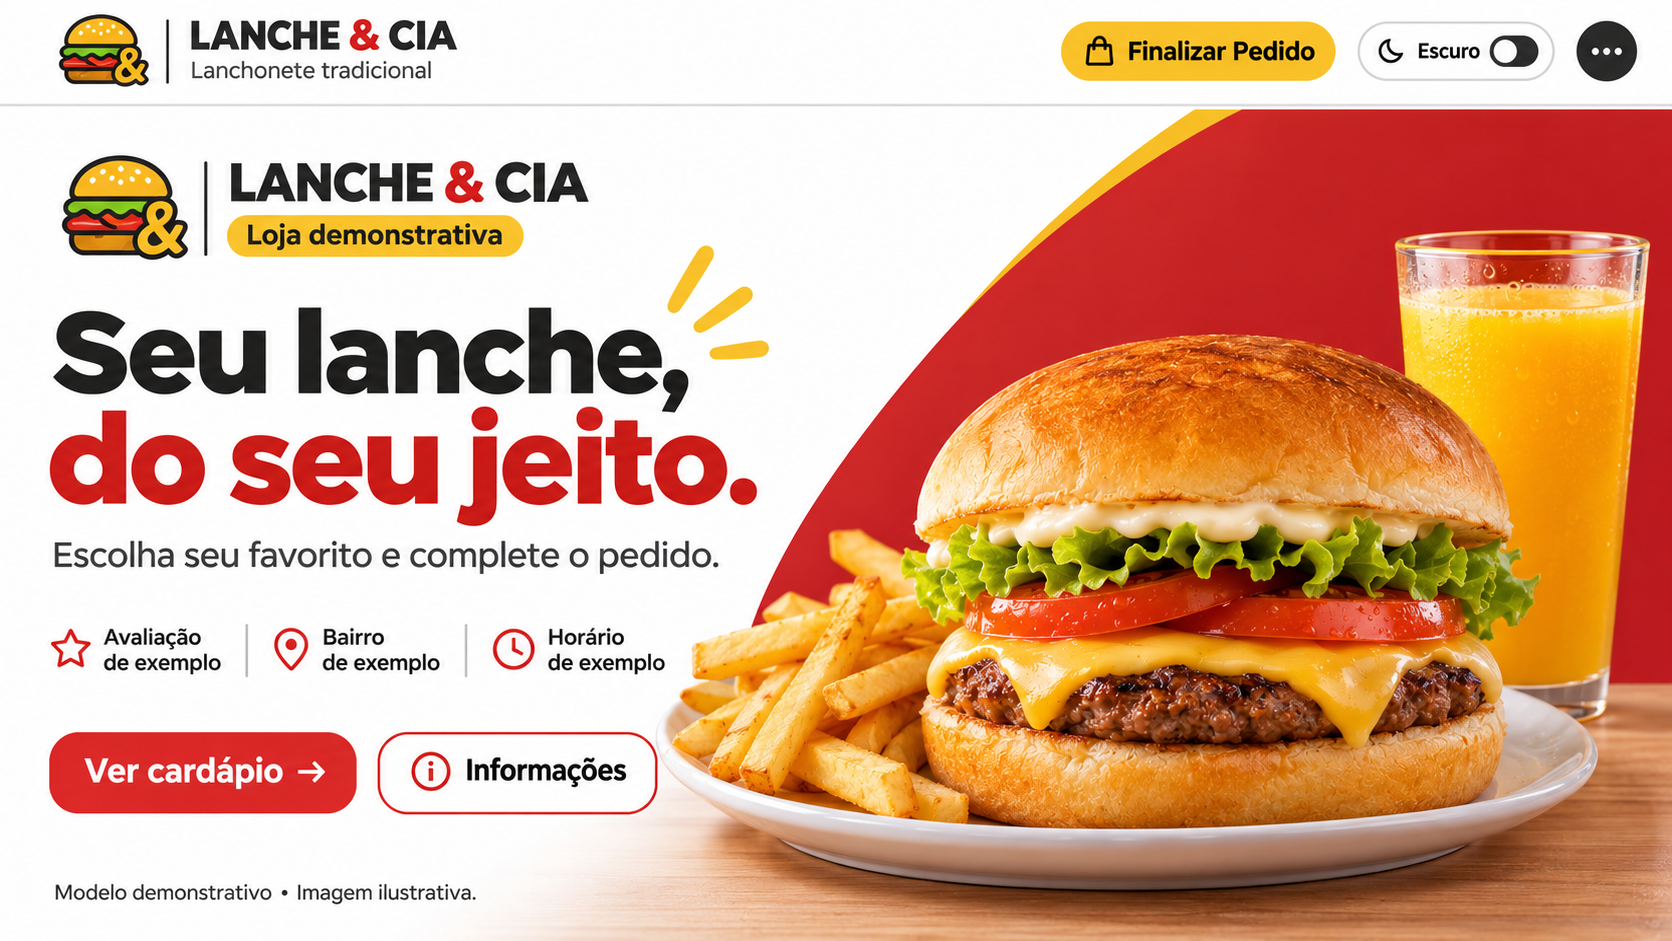 LANCHE & CIA
Lanchonete tradicional
Finalizar Pedido
Escuro
LANCHE & CIA
Loja demonstrativa
Seu lanche,
do seu jeito.
Escolha seu favorito e complete o pedido.
Avaliação
de exemplo
Bairro
de exemplo
Horário
de exemplo
Ver cardápio →
Informações
Modelo demonstrativo • Imagem ilustrativa.